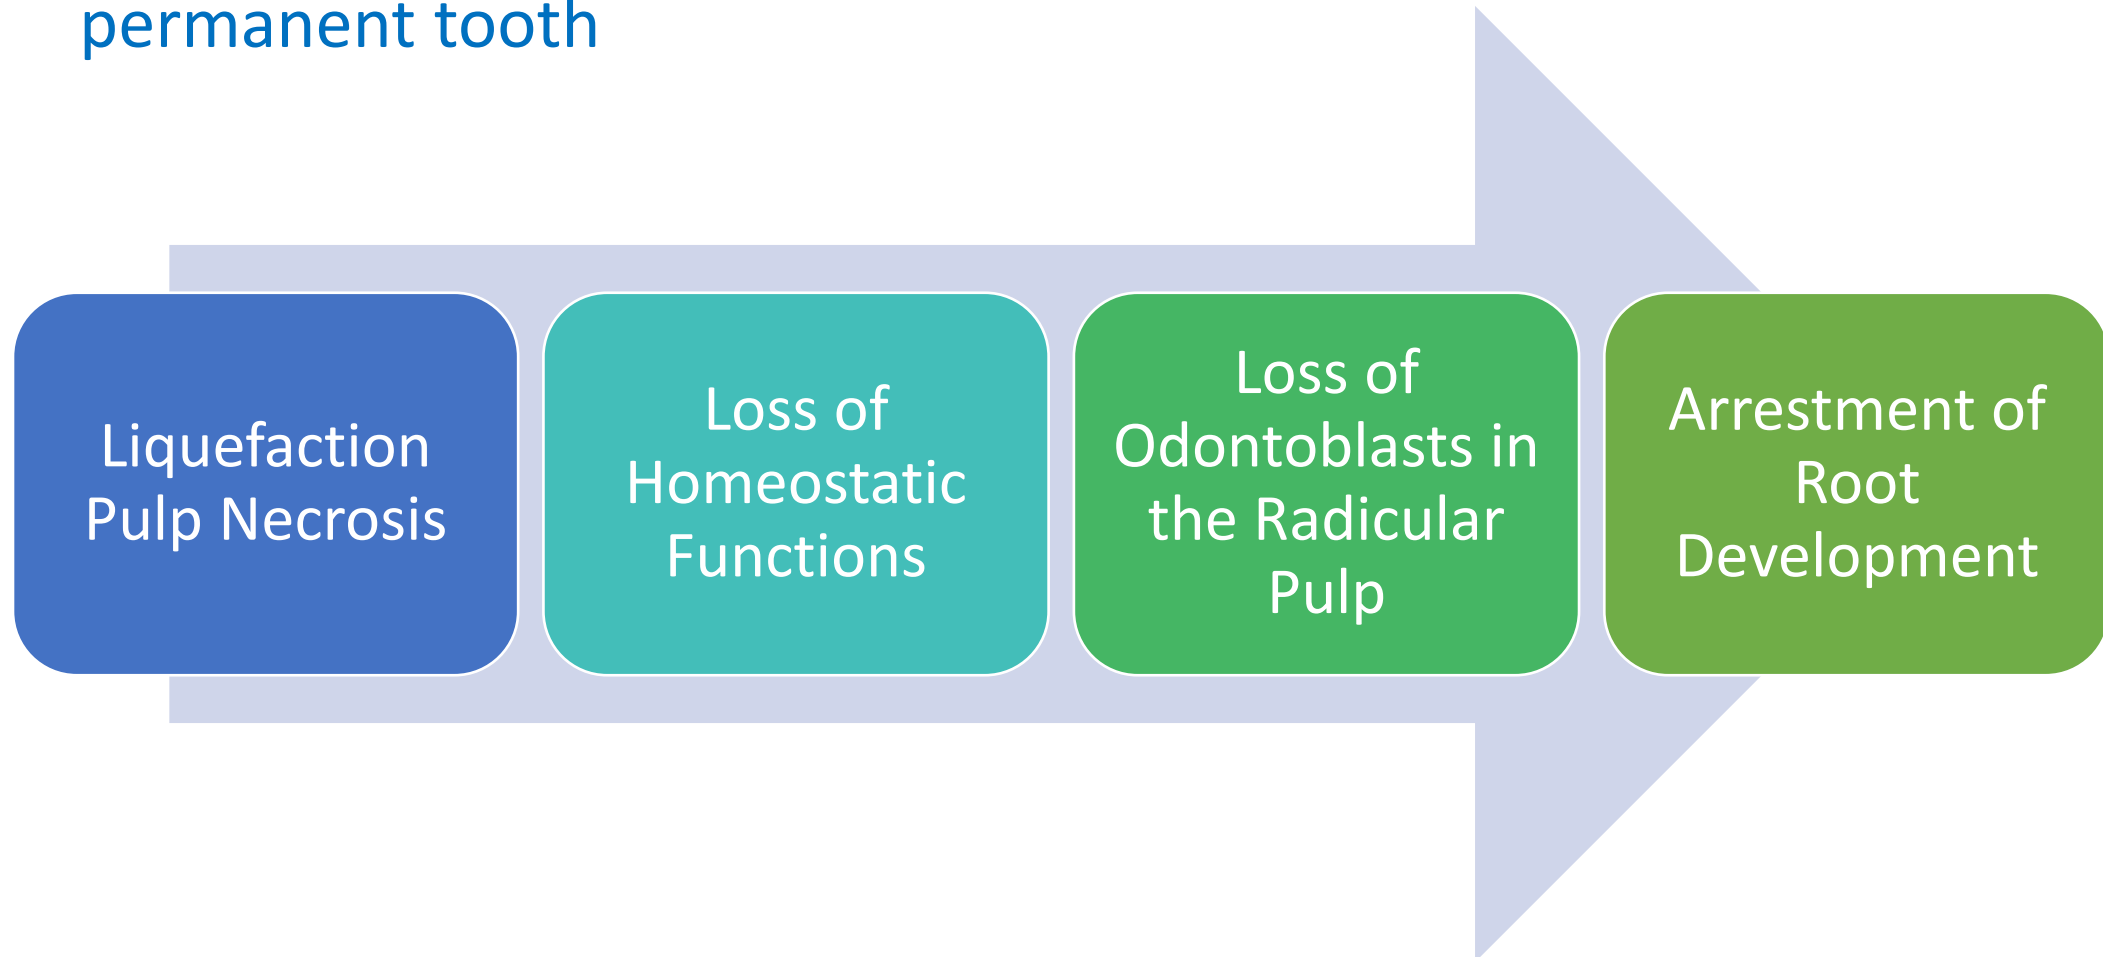 permanent tooth
Liquefaction
Pulp Necrosis
Loss of
Homeostatic
Functions
Loss of
Odontoblasts in
the Radicular
Pulp
Arrestment of
Root
Development